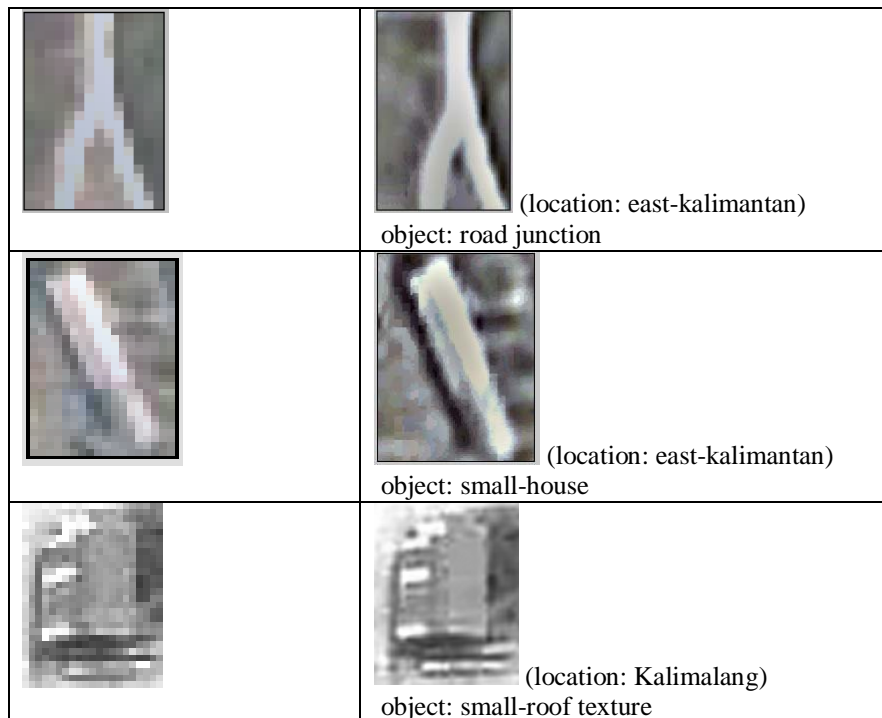 (location: east-kalimantan)
object: road junction
(location: east-kalimantan)
object: small-house
(location: Kalimalang)
object: small-roof texture